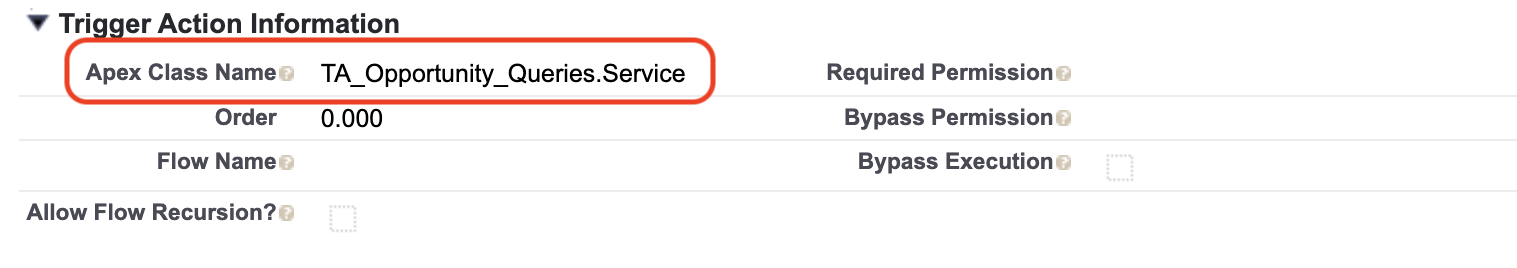 Trigger Action Information
Apex Class Name ? TA_Opportunity_Queries.Service Required Permission ?
Order 0.000 Bypass Permission ?
Flow Name ? Bypass Execution ?
Allow Flow Recursion? ?